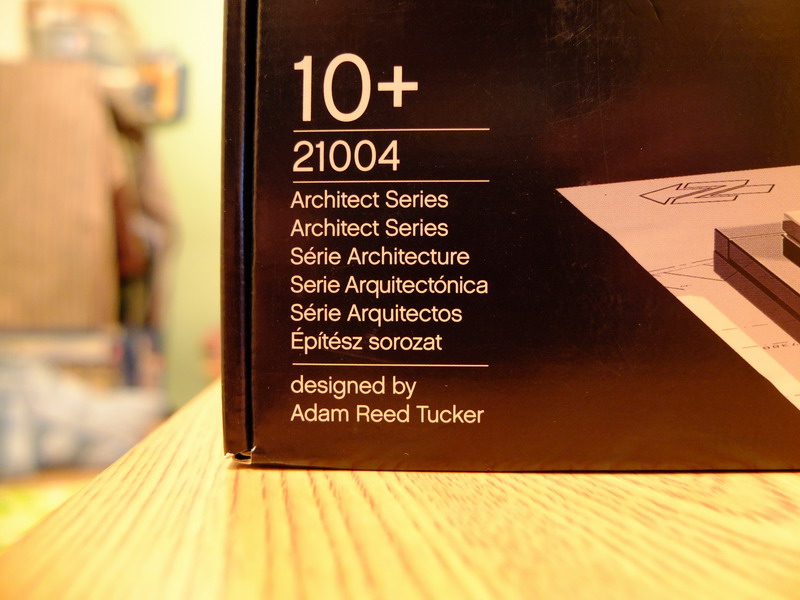 10+
21004
Architect Series
Architect Series
Série Architecture
Serie Arquitectónica
Série Arquitectos
Építész sorozat
designed by
Adam Reed Tucker